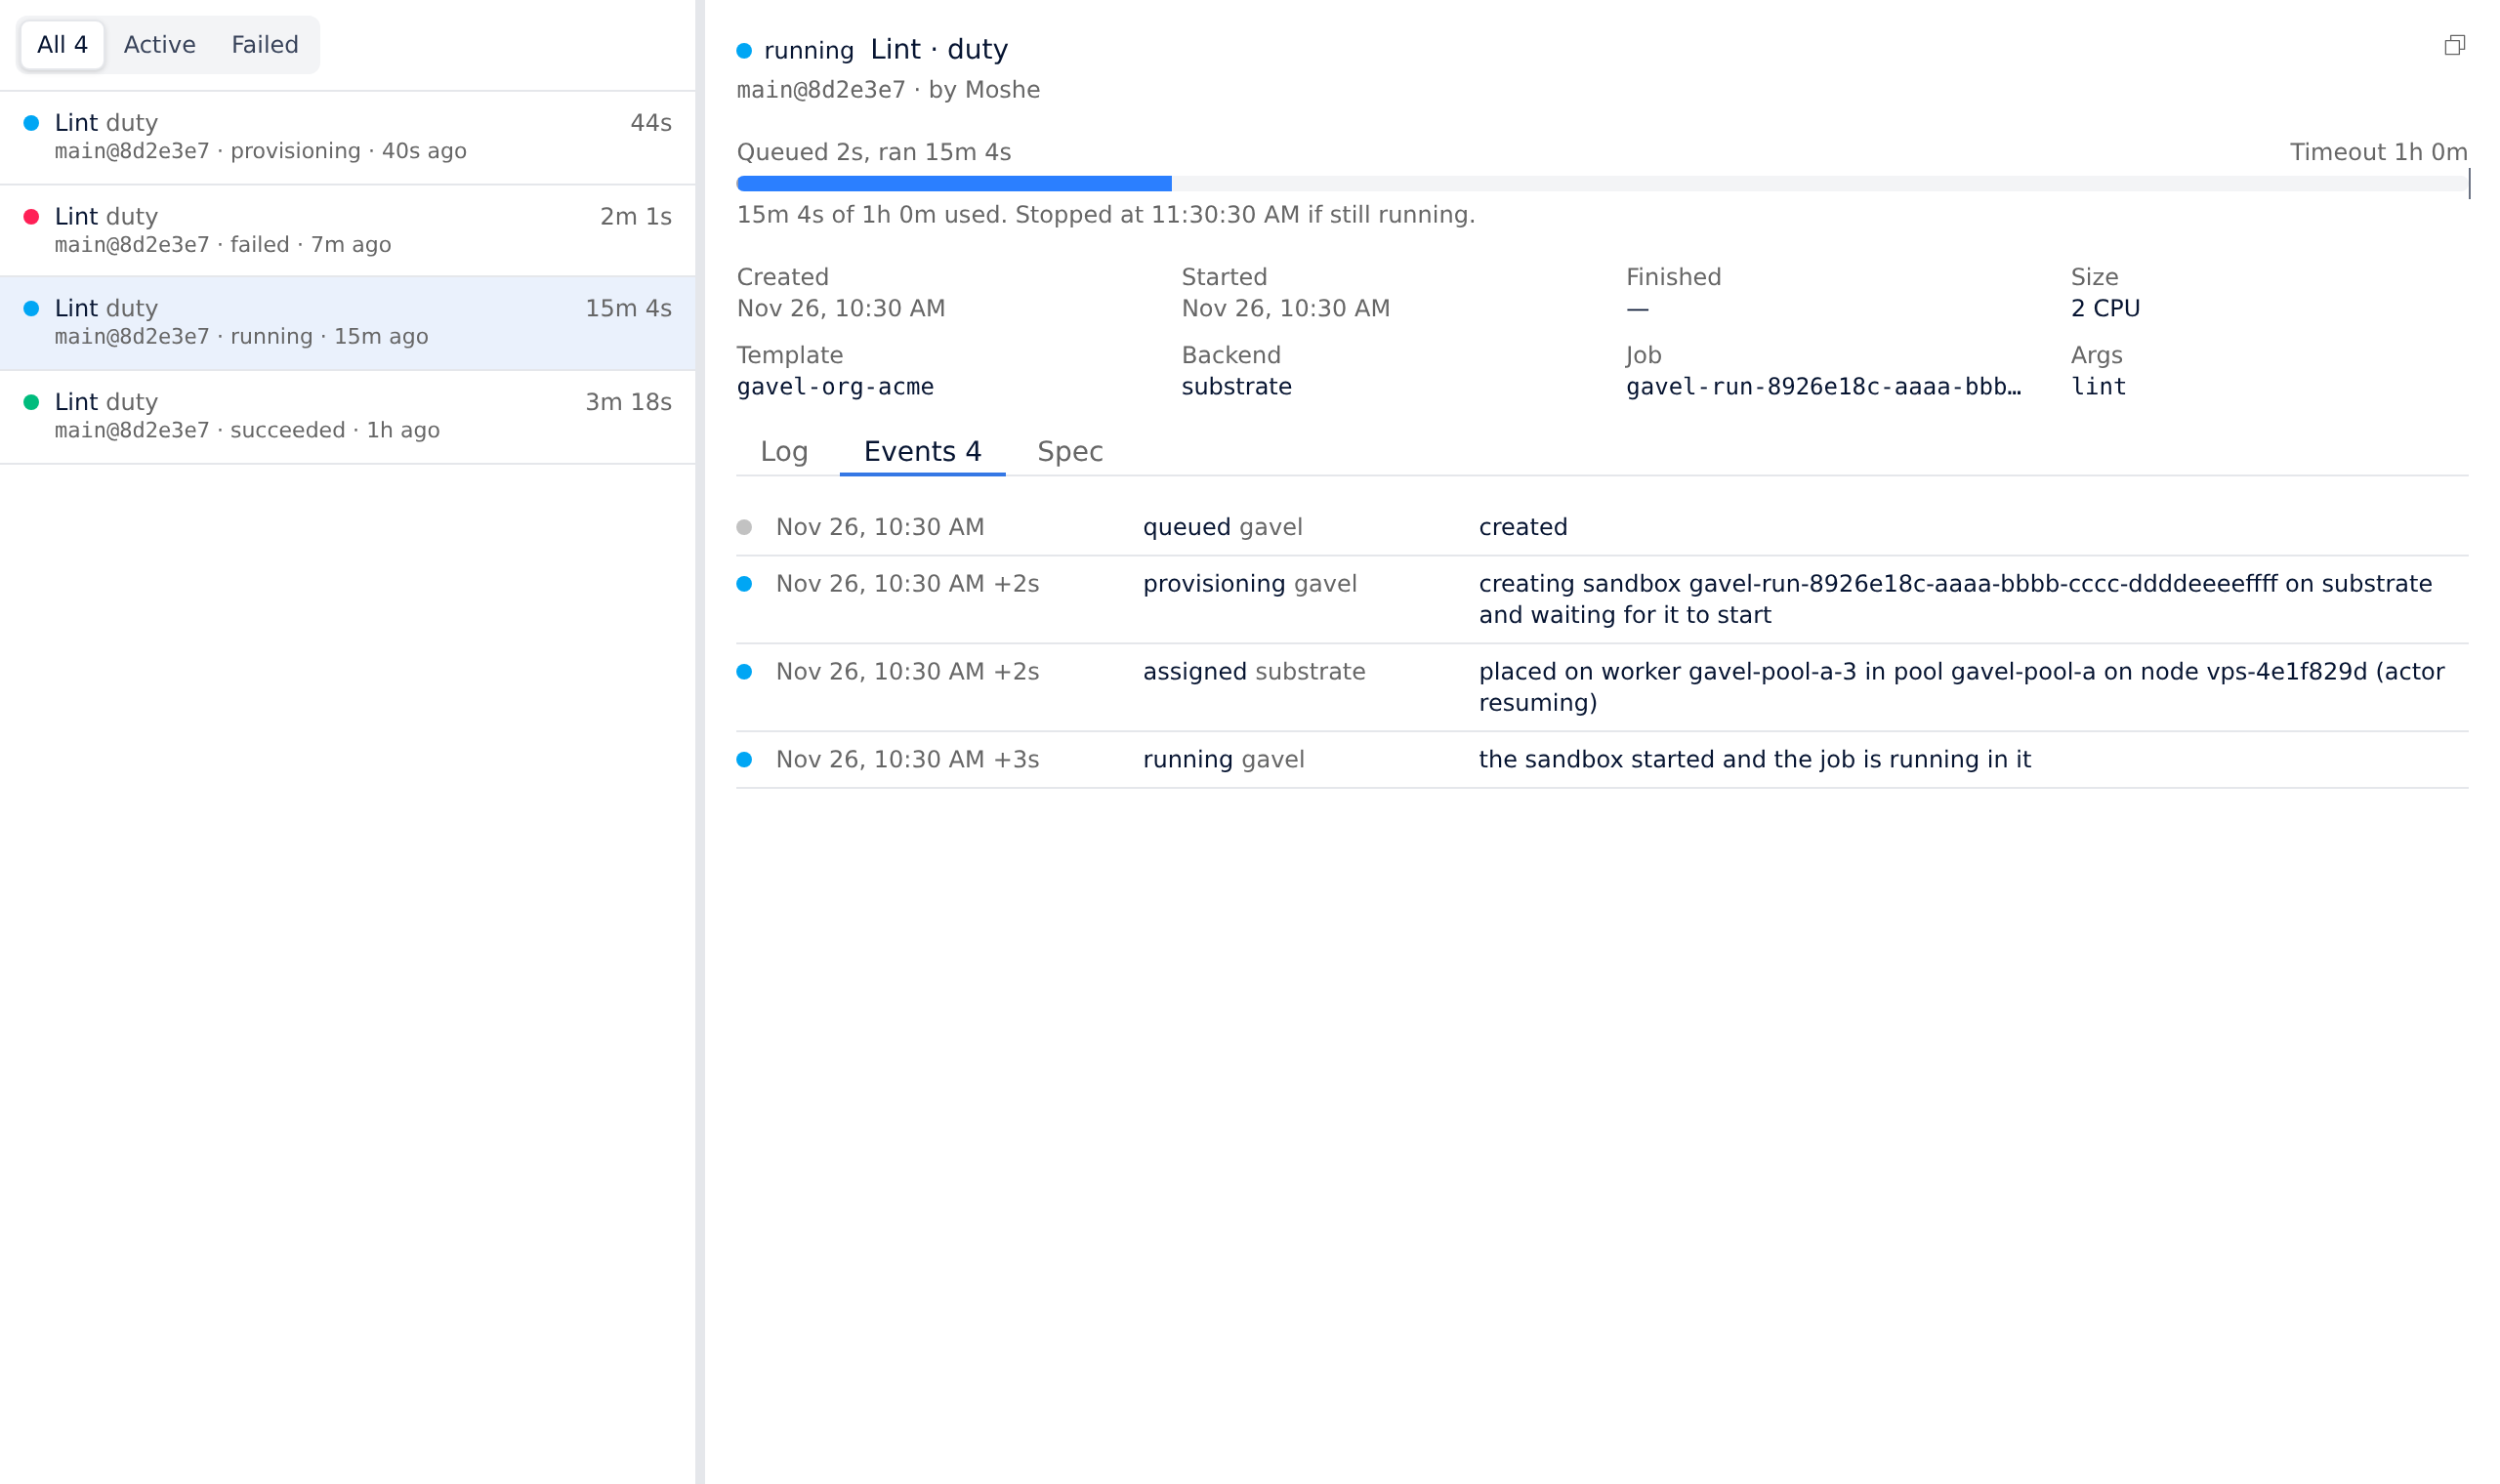 All 4 Active Failed
Lint duty 44s
main@8d2e3e7 · provisioning · 40s ago
Lint duty 2m 1s
main@8d2e3e7 · failed · 7m ago
Lint duty 15m 4s
main@8d2e3e7 · running · 15m ago
Lint duty 3m 18s
main@8d2e3e7 · succeeded · 1h ago
running Lint · duty
main@8d2e3e7 · by Moshe
Queued 2s, ran 15m 4s Timeout 1h 0m
15m 4s of 1h 0m used. Stopped at 11:30:30 AM if still running.
Created Started Finished Size
Nov 26, 10:30 AM Nov 26, 10:30 AM — 2 CPU
Template Backend Job Args
gavel-org-acme substrate gavel-run-8926e18c-aaaa-bbb… lint
Log Events 4 Spec
Nov 26, 10:30 AM queued gavel created
Nov 26, 10:30 AM +2s provisioning gavel creating sandbox gavel-run-8926e18c-aaaa-bbbb-cccc-ddddeeeeffff on substrate
and waiting for it to start
Nov 26, 10:30 AM +2s assigned substrate placed on worker gavel-pool-a-3 in pool gavel-pool-a on node vps-4e1f829d (actor
resuming)
Nov 26, 10:30 AM +3s running gavel the sandbox started and the job is running in it